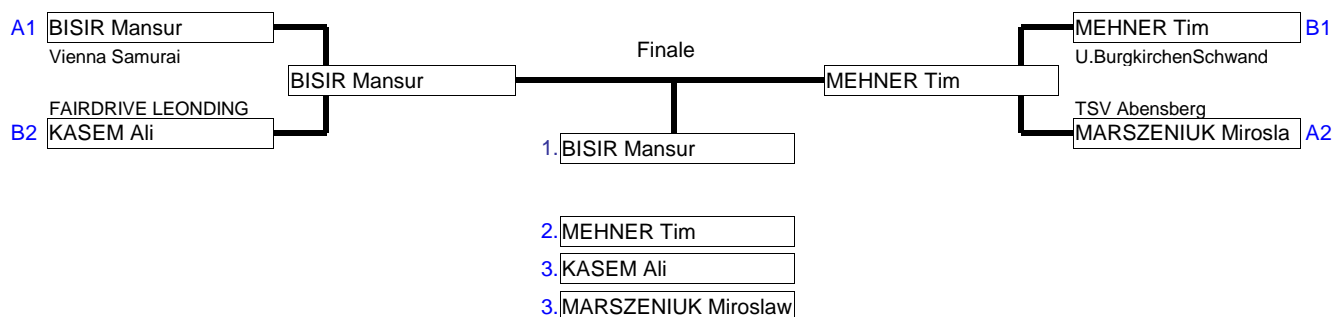 A1 BISIR Mansur
Vienna Samurai
BISIR Mansur
FAIRDRIVE LEONDING
B2 KASEM Ali
Finale
MEHNER Tim B1
U.BurgkirchenSchwand
MEHNER Tim
TSV Abensberg
MARSZENIUK Mirosla A2
1. BISIR Mansur
2. MEHNER Tim
3. KASEM Ali
3. MARSZENIUK Miroslaw